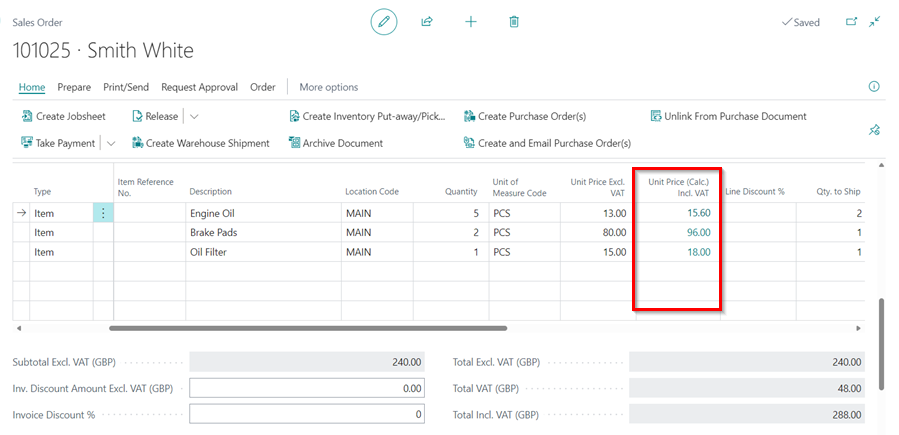 Sales Order
Saved
101025 · Smith White
Home Prepare Print/Send Request Approval Order More options
Create Jobsheet Release Create Inventory Put-away/Pick... Create Purchase Order(s) Unlink From Purchase Document
Take Payment Create Warehouse Shipment Archive Document Create and Email Purchase Order(s)
Type Item Reference No. Description Location Code Quantity Unit of Measure Code Unit Price Excl. VAT Unit Price (Calc.) Incl. VAT Line Discount % Qty. to Ship
Item Engine Oil MAIN 5 PCS 13.00 15.60 2
Item Brake Pads MAIN 2 PCS 80.00 96.00 1
Item Oil Filter MAIN 1 PCS 15.00 18.00 1
Subtotal Excl. VAT (GBP) 240.00 Total Excl. VAT (GBP) 240.00
Inv. Discount Amount Excl. VAT (GBP) 0.00 Total VAT (GBP) 48.00
Invoice Discount % 0 Total Incl. VAT (GBP) 288.00